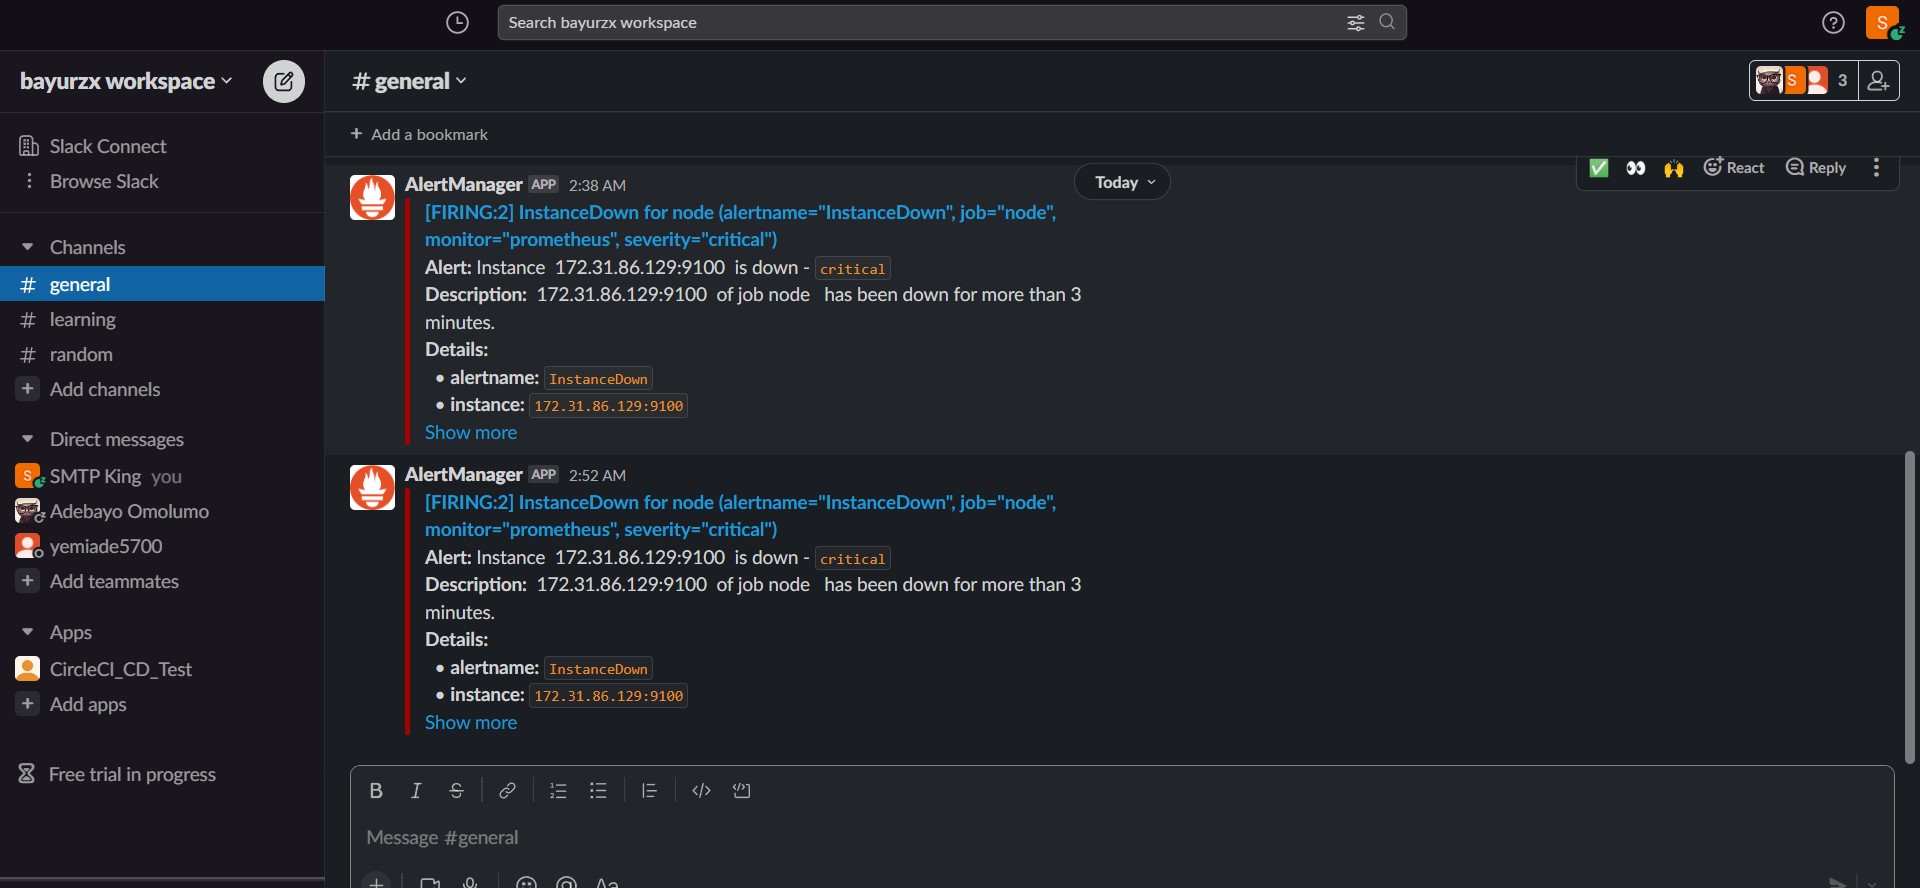 Search bayurzx workspace
S
bayurzx workspace
# general
S 3
Slack Connect
Browse Slack
+ Add a bookmark
Channels
# general
# learning
# random
+ Add channels
Direct messages
S SMTP King you
Adebayo Omolumo
yemiade5700
+ Add teammates
Apps
CircleCI_CD_Test
+ Add apps
Free trial in progress
AlertManager APP 2:38 AM
Today
React
Reply
[FIRING:2] InstanceDown for node (alertname="InstanceDown", job="node",
monitor="prometheus", severity="critical")
Alert: Instance 172.31.86.129:9100 is down - critical
Description: 172.31.86.129:9100 of job node has been down for more than 3
minutes.
Details:
• alertname: InstanceDown
• instance: 172.31.86.129:9100
Show more
AlertManager APP 2:52 AM
[FIRING:2] InstanceDown for node (alertname="InstanceDown", job="node",
monitor="prometheus", severity="critical")
Alert: Instance 172.31.86.129:9100 is down - critical
Description: 172.31.86.129:9100 of job node has been down for more than 3
minutes.
Details:
• alertname: InstanceDown
• instance: 172.31.86.129:9100
Show more
B I S
Message #general
Aa